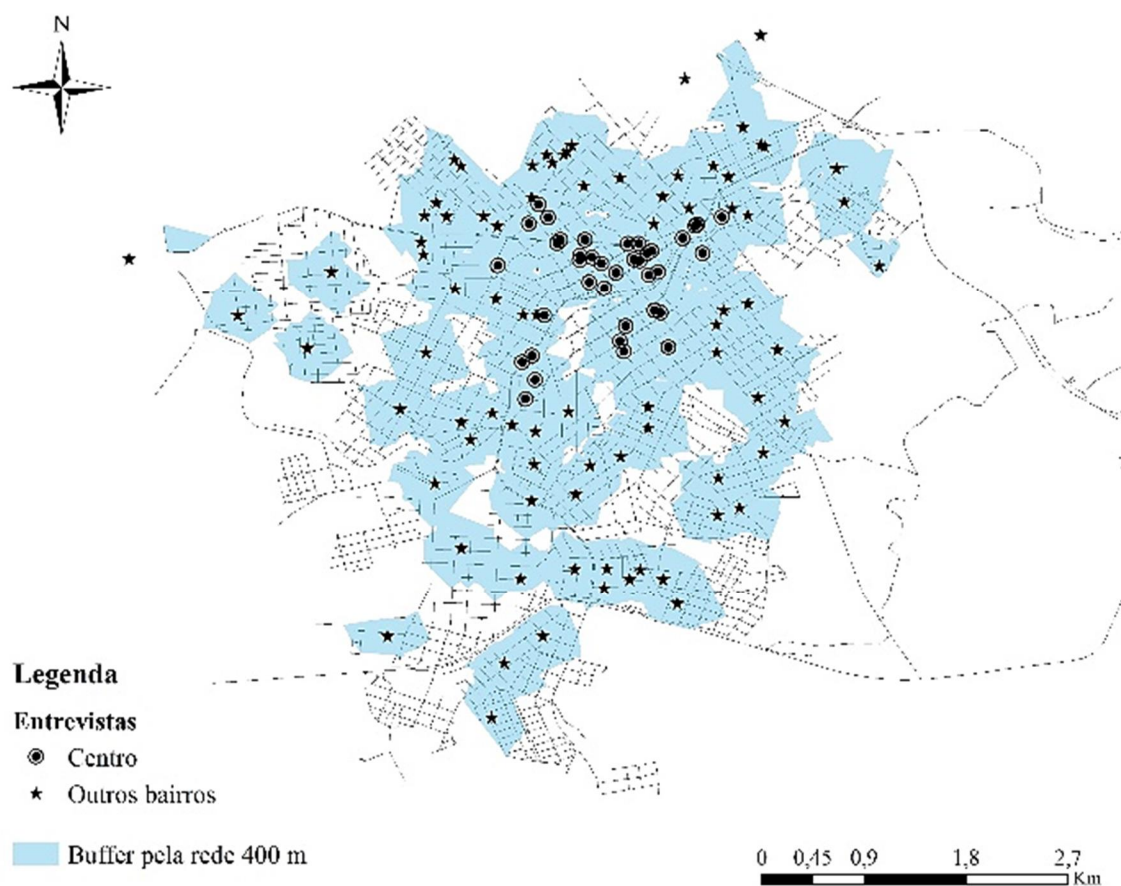 N
Legenda
Entrevistas
Centro
Outros bairros
Buffer pela rede 400 m
0 0,45 0,9 1,8 2,7
Km